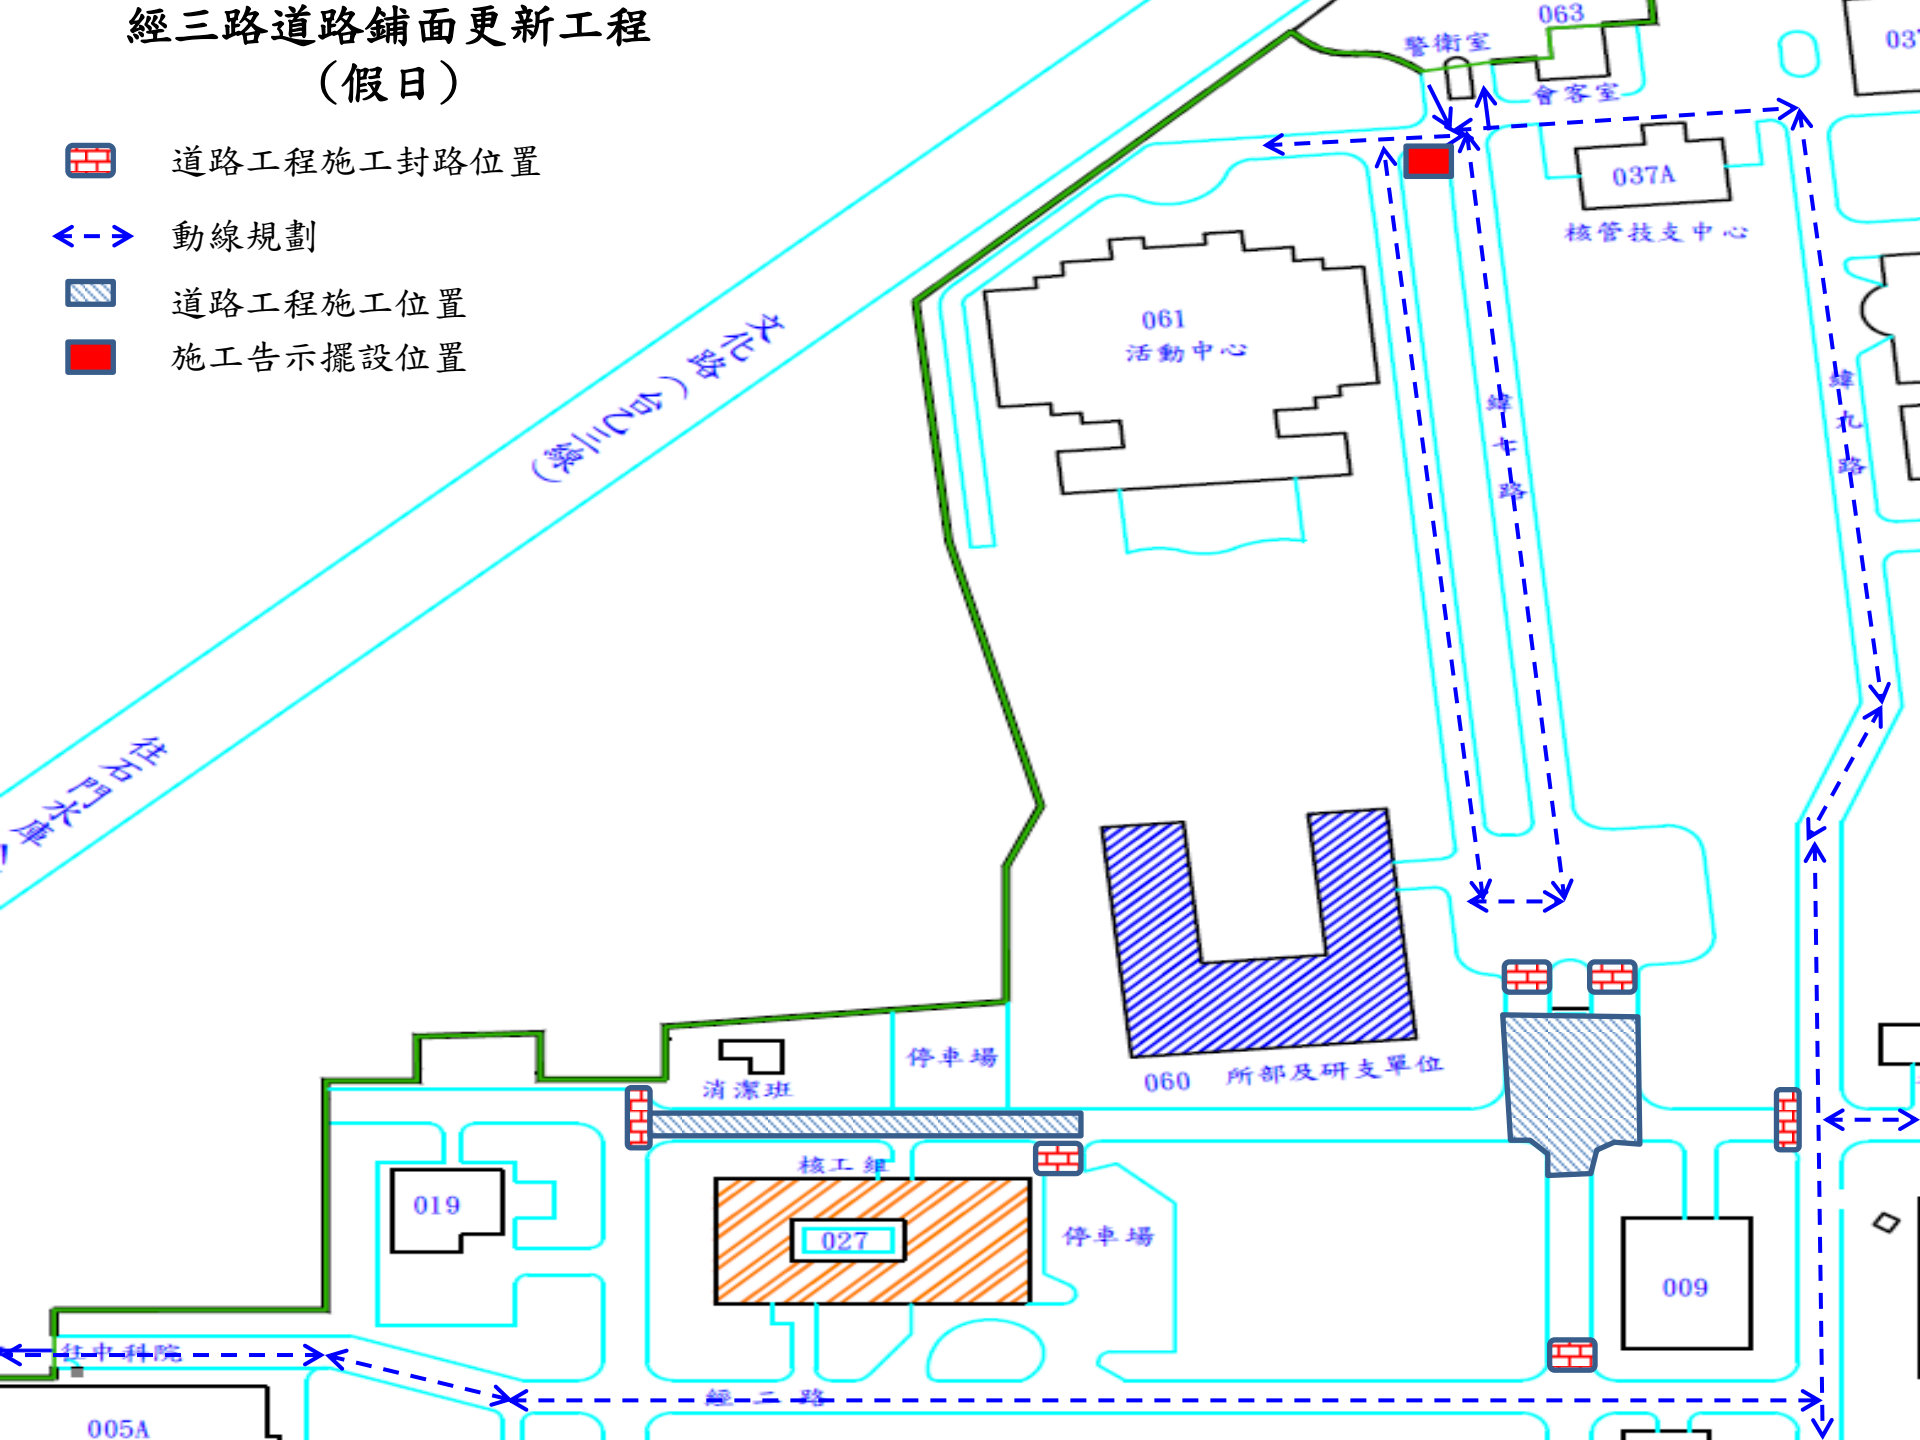 經三路道路鋪面更新工程
(假日)
道路工程施工封路位置
動線規劃
道路工程施工位置
施工告示擺設位置
063
警衛室
會客室
037
037A
核管技支中心
061
活動中心
文化路(台乙三線)
緯七路
緯九路
往石門水庫
停車場
消潔班
060 所部及研支單位
核工組
019
027
停車場
009
往中科院
經二路
005A